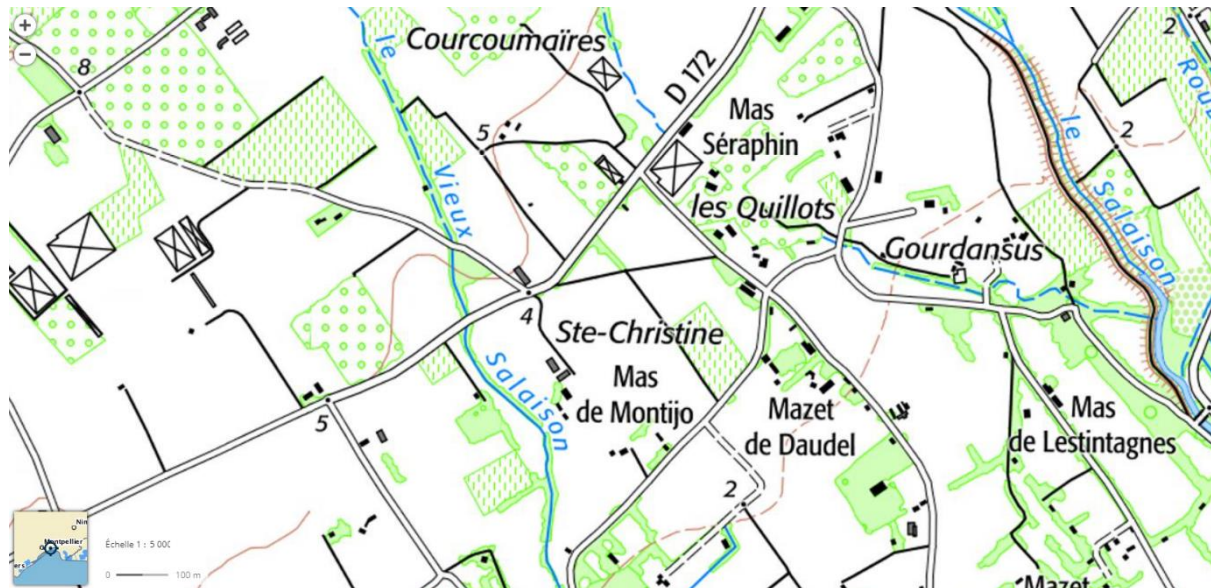 +
−
8
le
Vieux
Salaison
Courcoumaïres
D 172
5
Mas
Séraphin
les Quillots
Gourdansus
le
Salaison
2
Rou
2
4
Ste-Christine
Mas
de Montijo
5
Mazet
de Daudel
Mas
de Lestintagnes
2
Mazet
Montpellier
Échelle 1 : 5 000
0
100 m